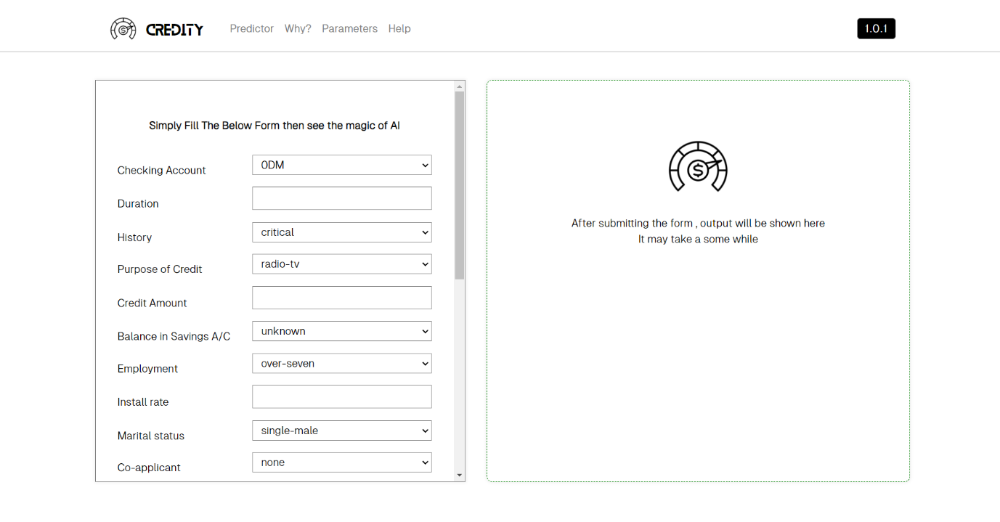 CREDITY Predictor Why? Parameters Help 1.0.1
Simply Fill The Below Form then see the magic of AI
Checking Account 0DM
Duration
History critical
Purpose of Credit radio-tv
Credit Amount
Balance in Savings A/C unknown
Employment over-seven
Install rate
Marital status single-male
Co-applicant none
$
After submitting the form , output will be shown here
It may take a some while